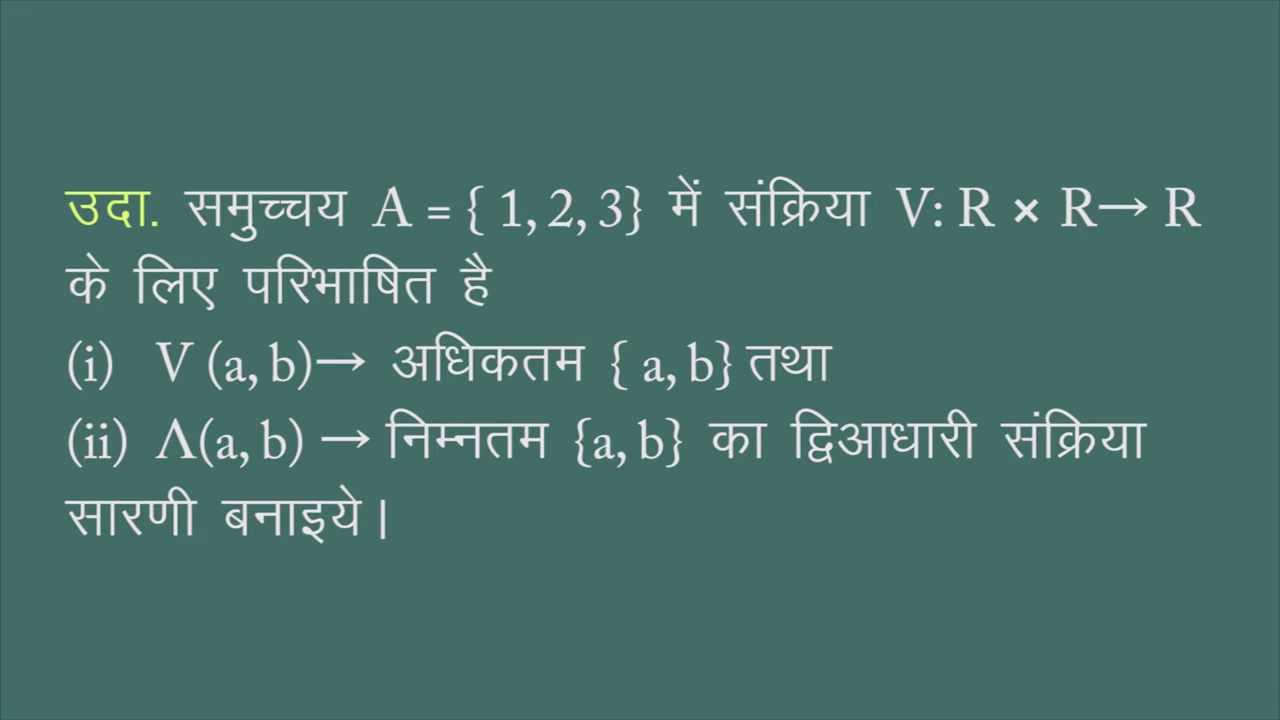 उदा. समुच्चय A = { 1, 2, 3} में संक्रिया V: R × R→ R
के लिए परिभाषित है
(i) V (a, b)→ अधिकतम { a, b} तथा
(ii) Λ(a, b) → निम्नतम {a, b} का द्विआधारी संक्रिया
सारणी बनाइये।